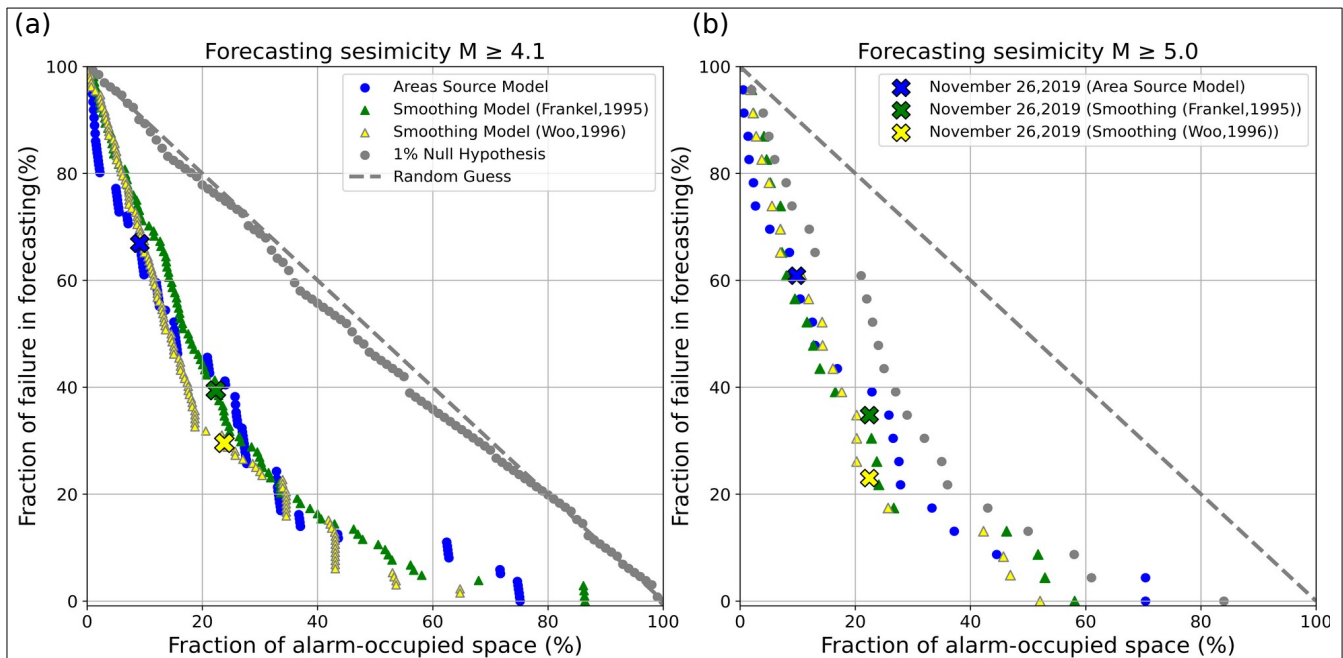 (a)
Forecasting sesimicity M ≥ 4.1
Areas Source Model
Smoothing Model (Frankel,1995)
Smoothing Model (Woo,1996)
1% Null Hypothesis
Random Guess
Fraction of failure in forecasting(%)
100
80
60
40
20
0
0 20 40 60 80 100
Fraction of alarm-occupied space (%)
(b)
Forecasting sesimicity M ≥ 5.0
November 26,2019 (Area Source Model)
November 26,2019 (Smoothing (Frankel,1995))
November 26,2019 (Smoothing (Woo,1996))
Fraction of failure in forecasting(%)
100
80
60
40
20
0
0 20 40 60 80 100
Fraction of alarm-occupied space (%)